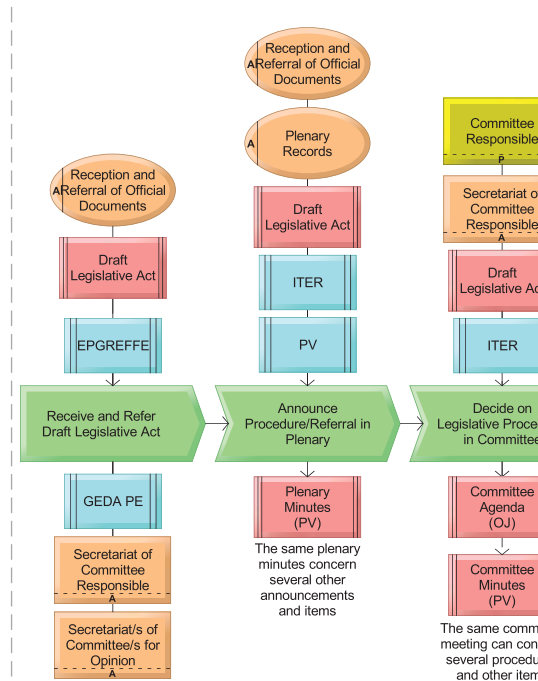 Reception and
A Referral of Official
Documents
Draft
Legislative Act
EPGREFFE
Receive and Refer
Draft Legislative Act
GEDA PE
Secretariat of
Committee
Responsible
A
Secretariat/s of
Committee/s for
Opinion
A
Reception and
A Referral of Official
Documents
Plenary
A
Records
Draft
Legislative Act
ITER
PV
Announce
Procedure/Referral in
Plenary
Plenary
Minutes
(PV)
The same plenary
minutes concern
several other
announcements
and items
Committee
Responsible
P
Secretariat of
Committee
Responsible
A
Draft
Legislative Ac
ITER
Decide on
Legislative Proce
in Committe
Committee
Agenda
(OJ)
Committee
Minutes
(PV)
The same comm
meeting can con
several procedu
and other item